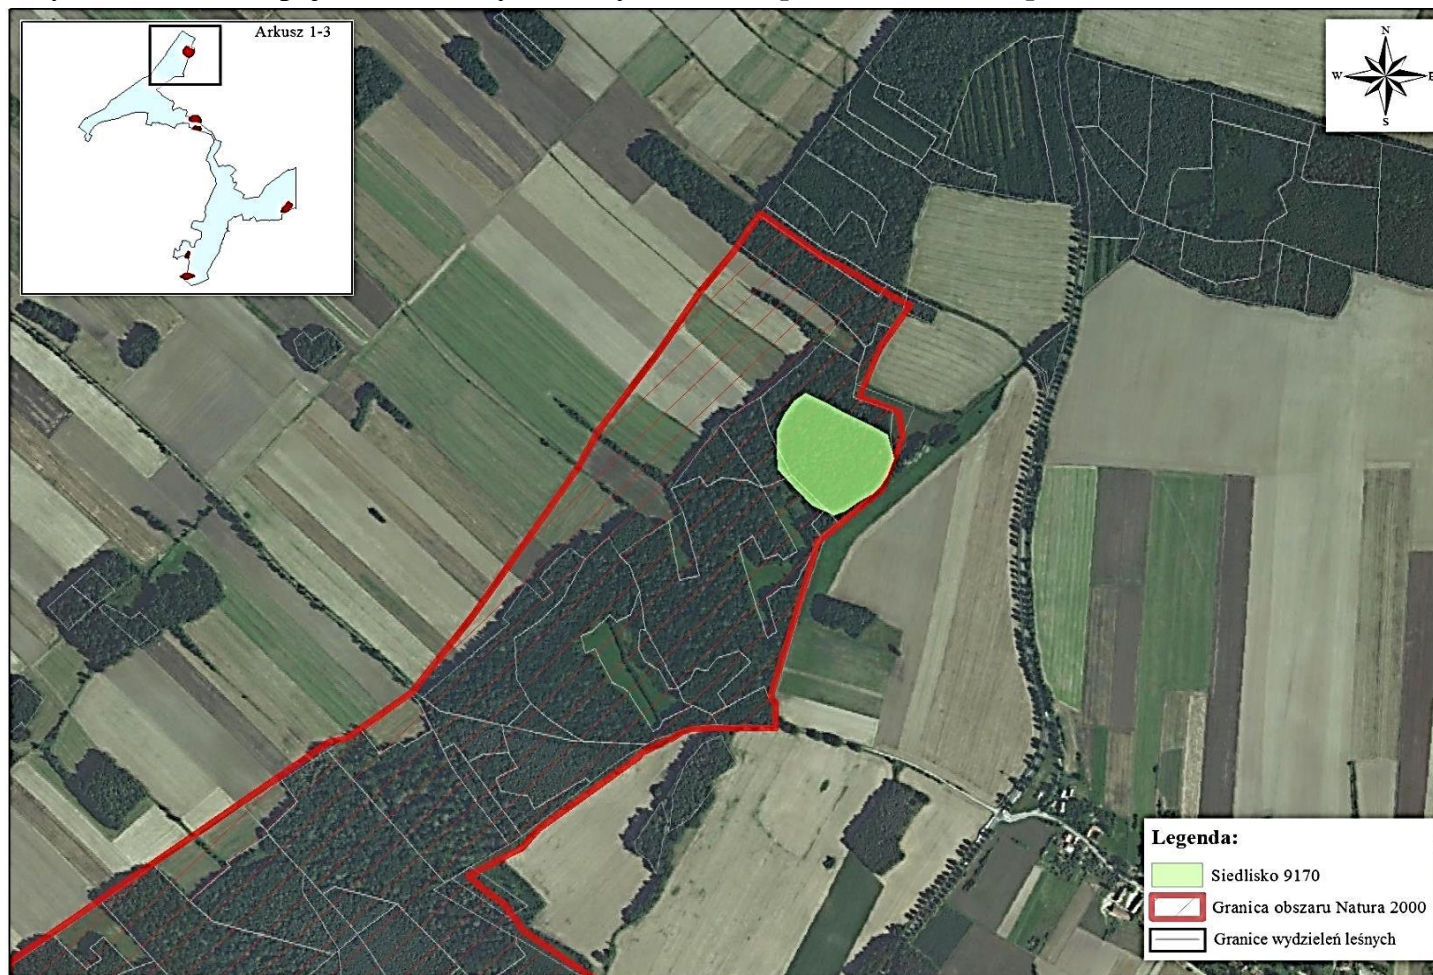 Arkusz 1-3
N
W E
S
Legenda:
Siedlisko 9170
Granica obszaru Natura 2000
Granice wydzieleń leśnych